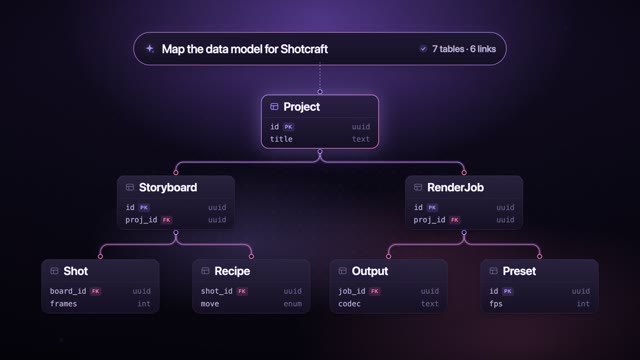 Map the data model for Shotcraft
7 tables · 6 links
Project
id PK uuid
title text
Storyboard
id PK uuid
proj_id FK uuid
RenderJob
id PK uuid
proj_id FK uuid
Shot
board_id FK uuid
frames int
Recipe
shot_id FK uuid
move enum
Output
job_id FK uuid
codec text
Preset
id PK uuid
fps int